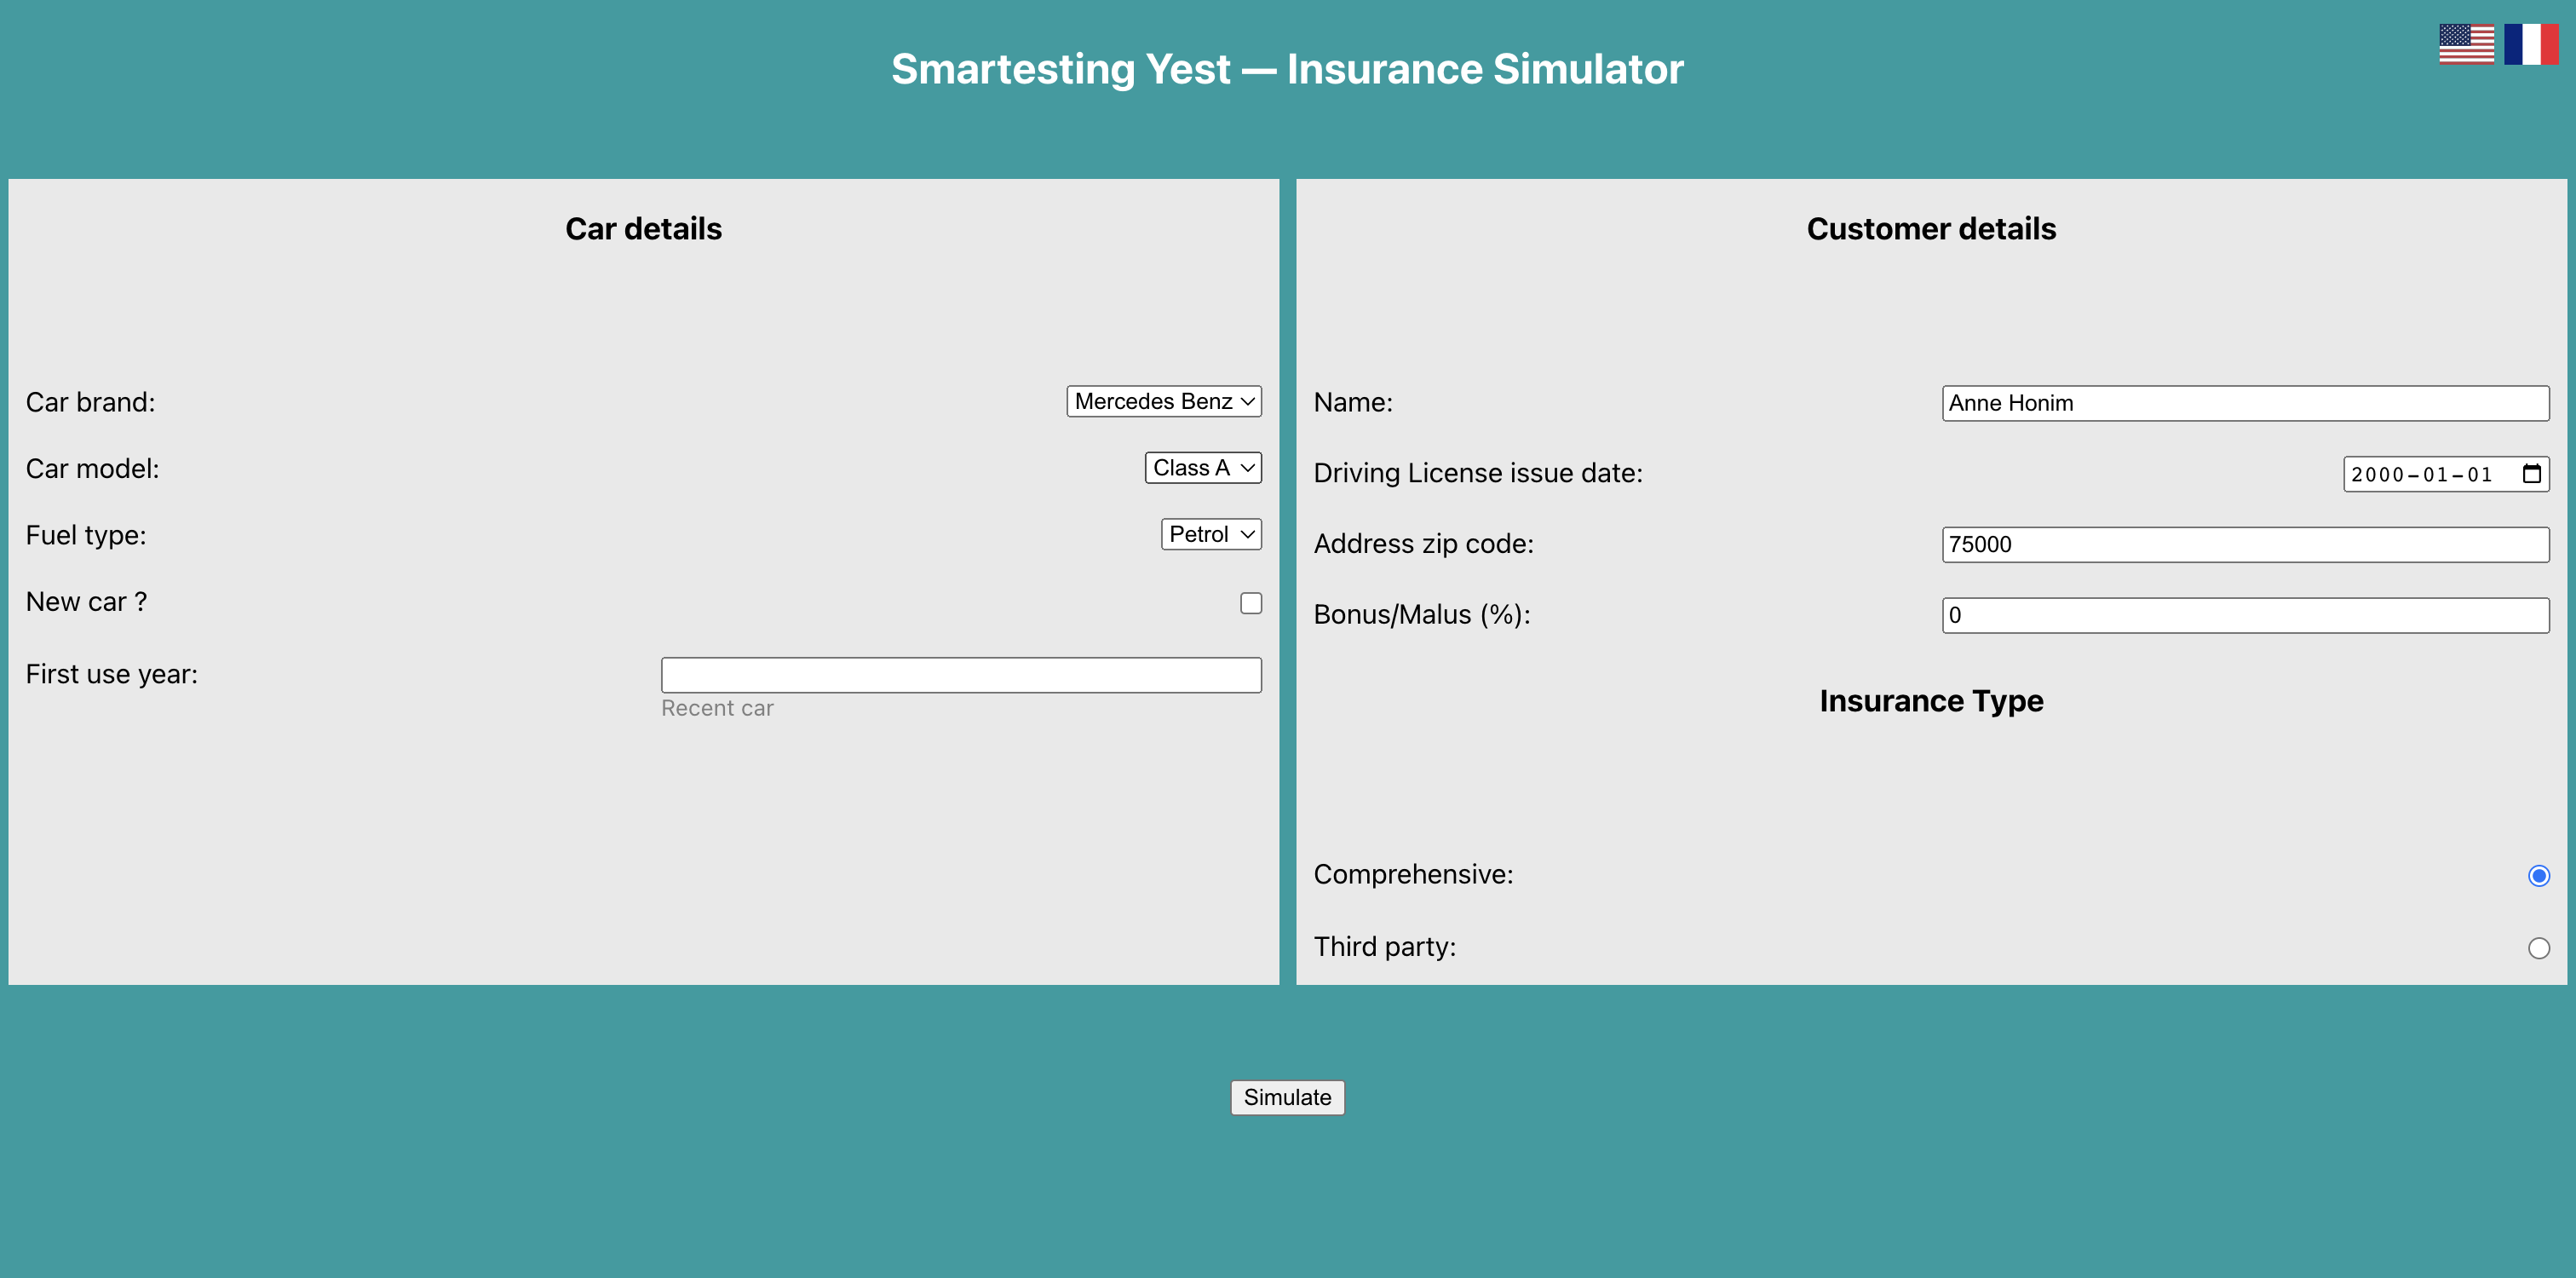 Smartesting Yest — Insurance Simulator
Car details
Car brand: Mercedes Benz
Car model: Class A
Fuel type: Petrol
New car ?
First use year:
Recent car
Customer details
Name: Anne Honim
Driving License issue date: 2000-01-01
Address zip code: 75000
Bonus/Malus (%): 0
Insurance Type
Comprehensive:
Third party:
Simulate